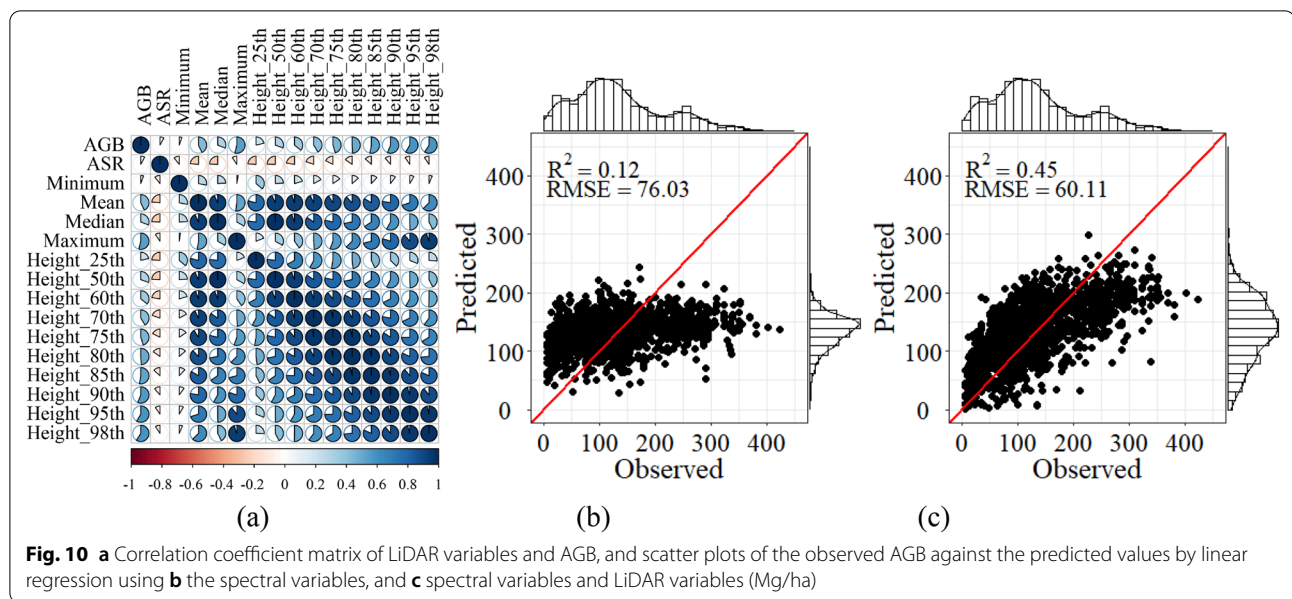 AGB
ASR
Minimum
Mean
Median
Maximum
Height_25th
Height_50th
Height_60th
Height_70th
Height_75th
Height_80th
Height_85th
Height_90th
Height_95th
Height_98th
AGB
ASR
Minimum
Mean
Median
Maximum
Height_25th
Height_50th
Height_60th
Height_70th
Height_75th
Height_80th
Height_85th
Height_90th
Height_95th
Height_98th
-1 -0.8 -0.6 -0.4 -0.2 0 0.2 0.4 0.6 0.8 1
(a)
R² = 0.12
RMSE = 76.03
Predicted
400
300
200
100
0
0 100 200 300 400
Observed
(b)
R² = 0.45
RMSE = 60.11
Predicted
400
300
200
100
0
0 100 200 300 400
Observed
(c)
Fig. 10 a Correlation coefficient matrix of LiDAR variables and AGB, and scatter plots of the observed AGB against the predicted values by linear
regression using b the spectral variables, and c spectral variables and LiDAR variables (Mg/ha)